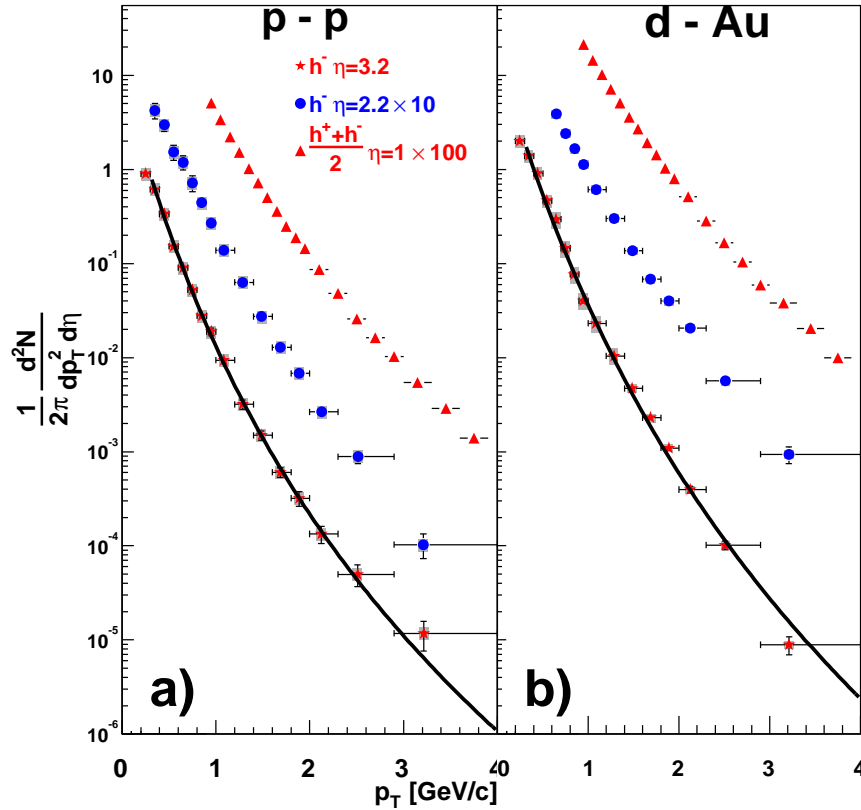 p - p
d - Au
h⁻ η=3.2
h⁻ η=2.2 × 10
h⁺+h⁻
2
η=1 × 100
10
1
10⁻¹
10⁻²
10⁻³
10⁻⁴
10⁻⁵
10⁻⁶
1
2π
d²N
dp_T² dη
a)
b)
0 1 2 3 4
0 1 2 3 4
p_T [GeV/c]